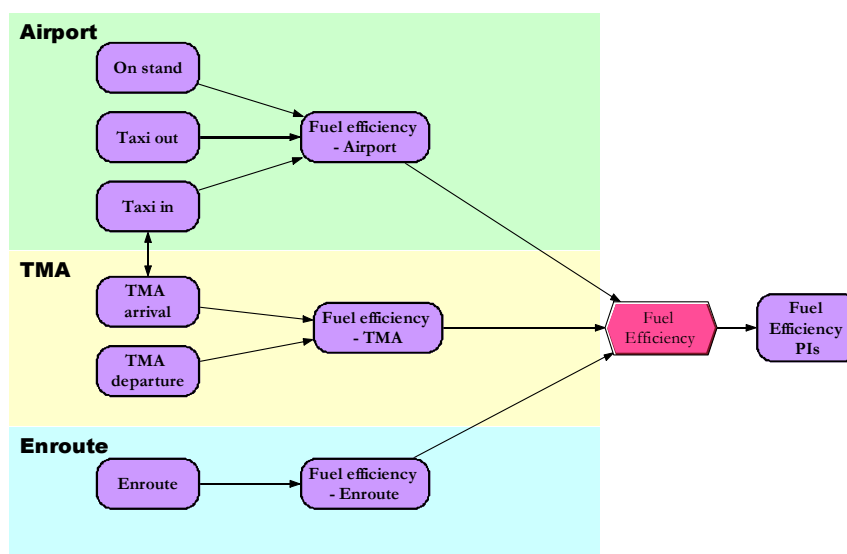 Airport
On stand
Taxi out
Taxi in
Fuel efficiency
- Airport
TMA
TMA
arrival
TMA
departure
Fuel efficiency
- TMA
Fuel
Efficiency
Fuel
Efficiency
PIs
Enroute
Enroute
Fuel efficiency
- Enroute